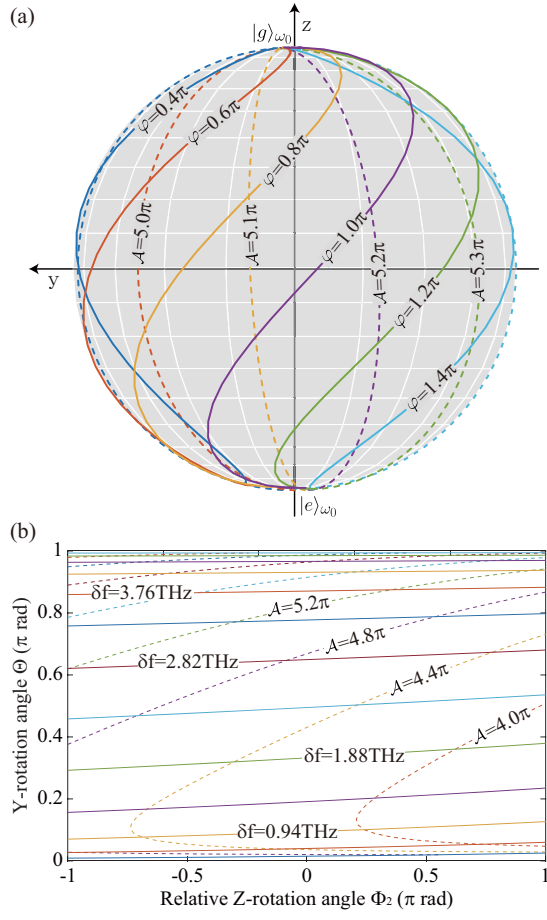 (a)
|g⟩ω₀
z
φ=0.4π
φ=0.6π
φ=0.8π
φ=1.0π
φ=1.2π
φ=1.4π
𝒜=5.0π
𝒜=5.1π
𝒜=5.2π
𝒜=5.3π
y
|e⟩ω₀
(b)
1
0.8
0.6
0.4
0.2
0
Y-rotation angle Θ (π rad)
δf=3.76THz
𝒜=5.2π
δf=2.82THz
𝒜=4.8π
𝒜=4.4π
𝒜=4.0π
δf=1.88THz
δf=0.94THz
-1 -0.5 0 0.5 1
Relative Z-rotation angle Φ₂ (π rad)